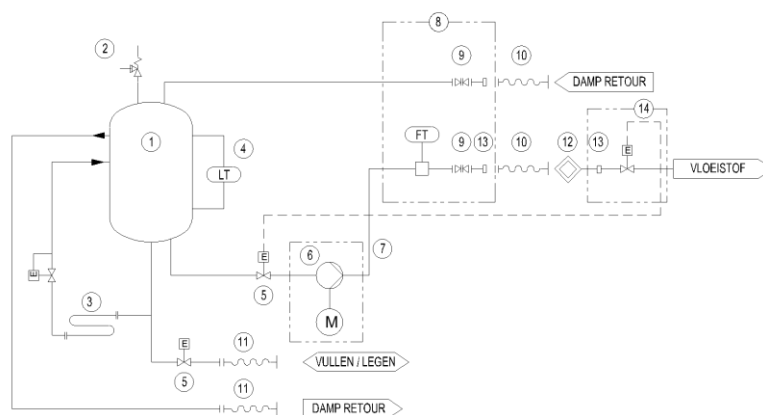 8
2
9
10
DAMP RETOUR
14
1
4
FT
9
13
10
12
13
E
LT
VLOEISTOF
6
7
E
E
5
3
M
E
11
VULLEN / LEGEN
5
11
DAMP RETOUR